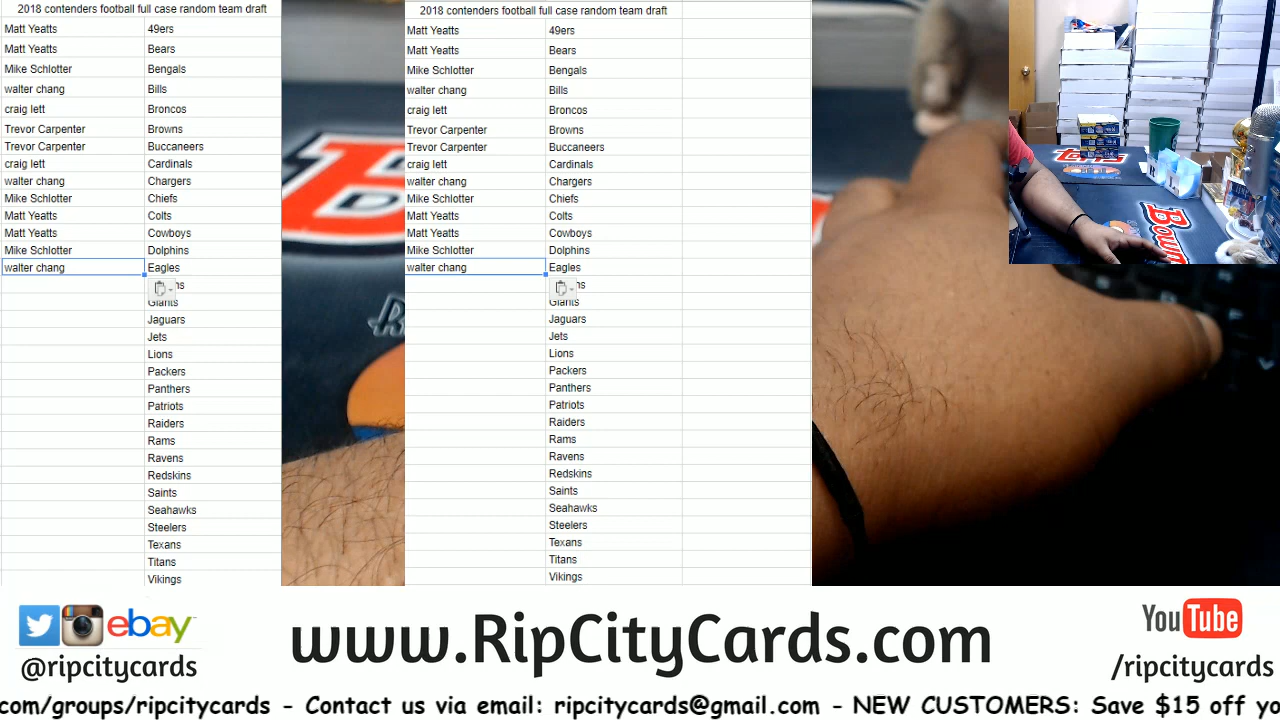 2018 contenders football full case random team draft
Matt Yeatts 49ers
Matt Yeatts Bears
Mike Schlotter Bengals
walter chang Bills
craig lett Broncos
Trevor Carpenter Browns
Trevor Carpenter Buccaneers
craig lett Cardinals
walter chang Chargers
Mike Schlotter Chiefs
Matt Yeatts Colts
Matt Yeatts Cowboys
Mike Schlotter Dolphins
walter chang Eagles
Giants
Jaguars
Jets
Lions
Packers
Panthers
Patriots
Raiders
Rams
Ravens
Redskins
Saints
Seahawks
Steelers
Texans
Titans
Vikings
2018 contenders football full case random team draft
Matt Yeatts 49ers
Matt Yeatts Bears
Mike Schlotter Bengals
walter chang Bills
craig lett Broncos
Trevor Carpenter Browns
Trevor Carpenter Buccaneers
craig lett Cardinals
walter chang Chargers
Mike Schlotter Chiefs
Matt Yeatts Colts
Matt Yeatts Cowboys
Mike Schlotter Dolphins
walter chang Eagles
Giants
Jaguars
Jets
Lions
Packers
Panthers
Patriots
Raiders
Rams
Ravens
Redskins
Saints
Seahawks
Steelers
Texans
Titans
Vikings
ebay
@ripcitycards
www.RipCityCards.com
YouTube
/ripcitycards
com/groups/ripcitycards - Contact us via email: ripcitycards@gmail.com - NEW CUSTOMERS: Save $15 off yo